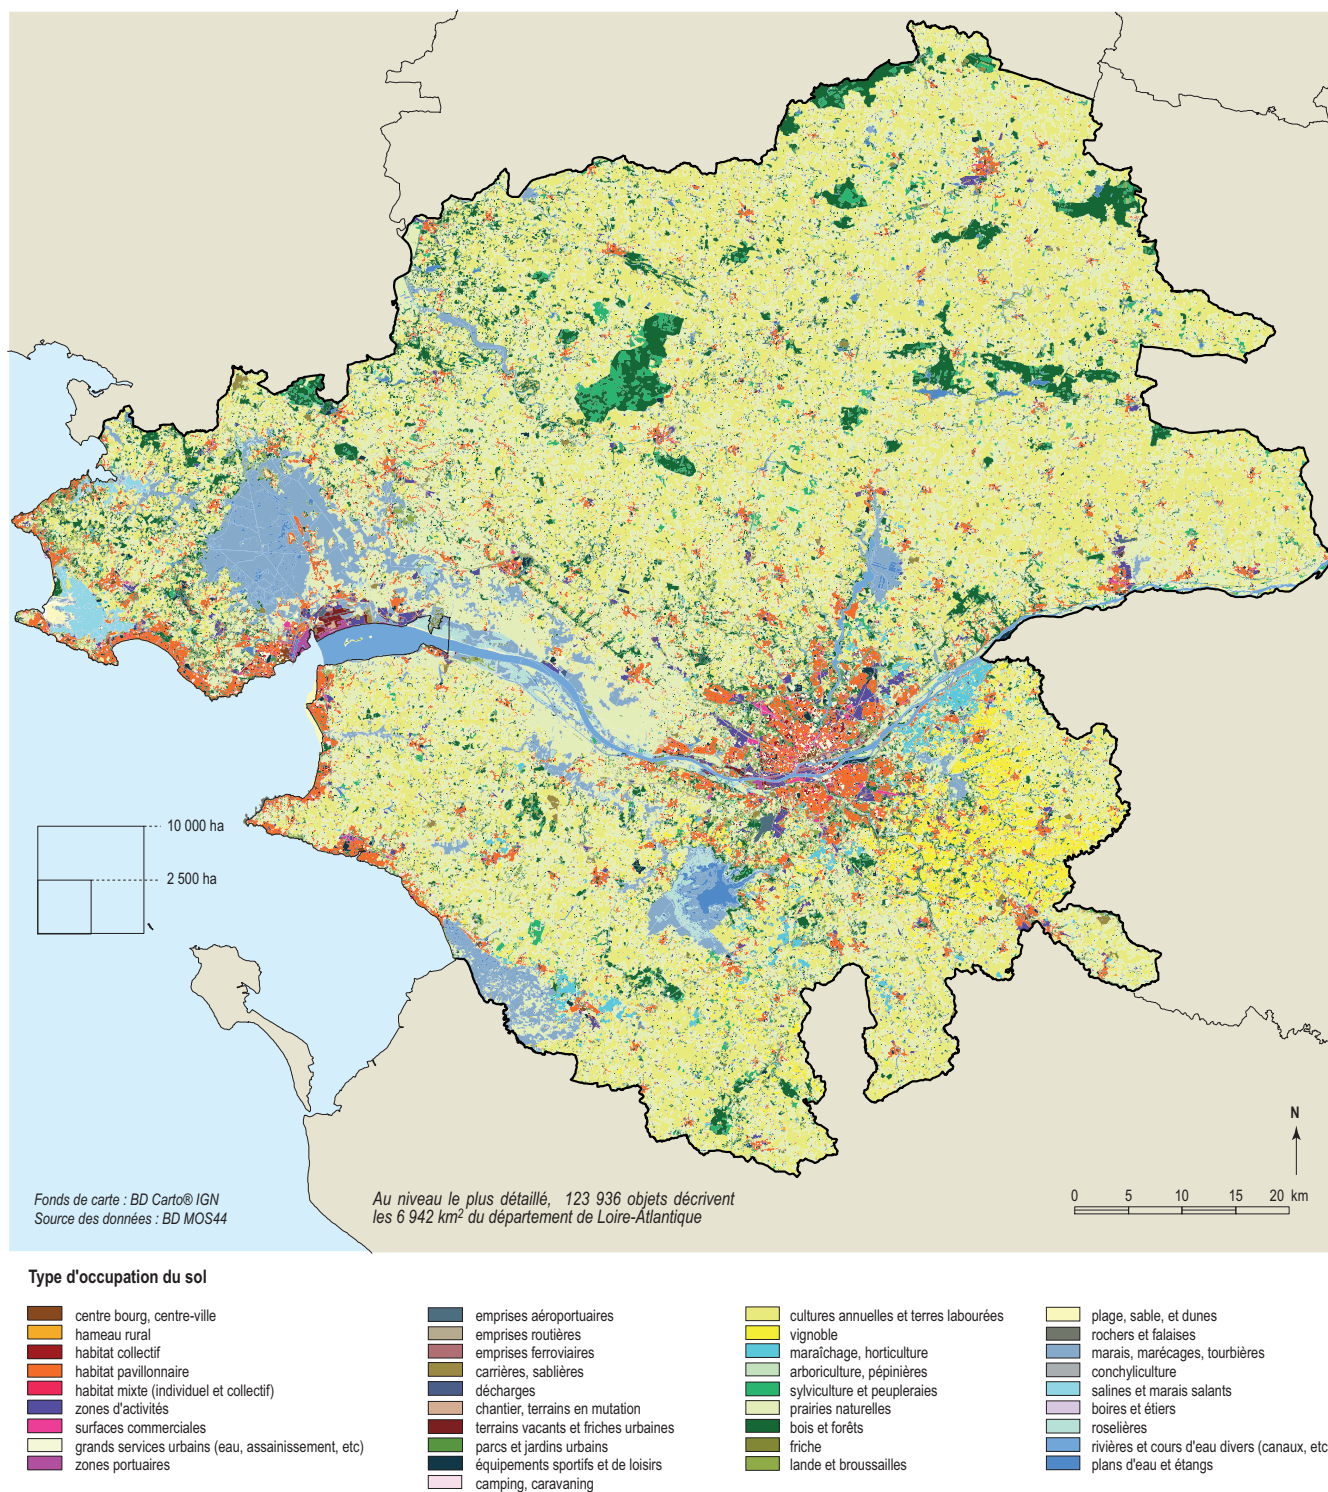 10 000 ha
2 500 ha
N
Fonds de carte : BD Carto® IGN
Source des données : BD MOS44
Au niveau le plus détaillé, 123 936 objets décrivent
les 6 942 km² du département de Loire-Atlantique
0 5 10 15 20 km
Type d'occupation du sol
centre bourg, centre-ville
hameau rural
habitat collectif
habitat pavillonnaire
habitat mixte (individuel et collectif)
zones d'activités
surfaces commerciales
grands services urbains (eau, assainissement, etc)
zones portuaires
emprises aéroportuaires
emprises routières
emprises ferroviaires
carrières, sablières
décharges
chantier, terrains en mutation
terrains vacants et friches urbaines
parcs et jardins urbains
équipements sportifs et de loisirs
camping, caravaning
cultures annuelles et terres labourées
vignoble
maraîchage, horticulture
arboriculture, pépinières
sylviculture et peupleraies
prairies naturelles
bois et forêts
friche
lande et broussailles
plage, sable, et dunes
rochers et falaises
marais, marécages, tourbières
conchyliculture
salines et marais salants
boires et étiers
roselières
rivières et cours d'eau divers (canaux, etc
plans d'eau et étangs